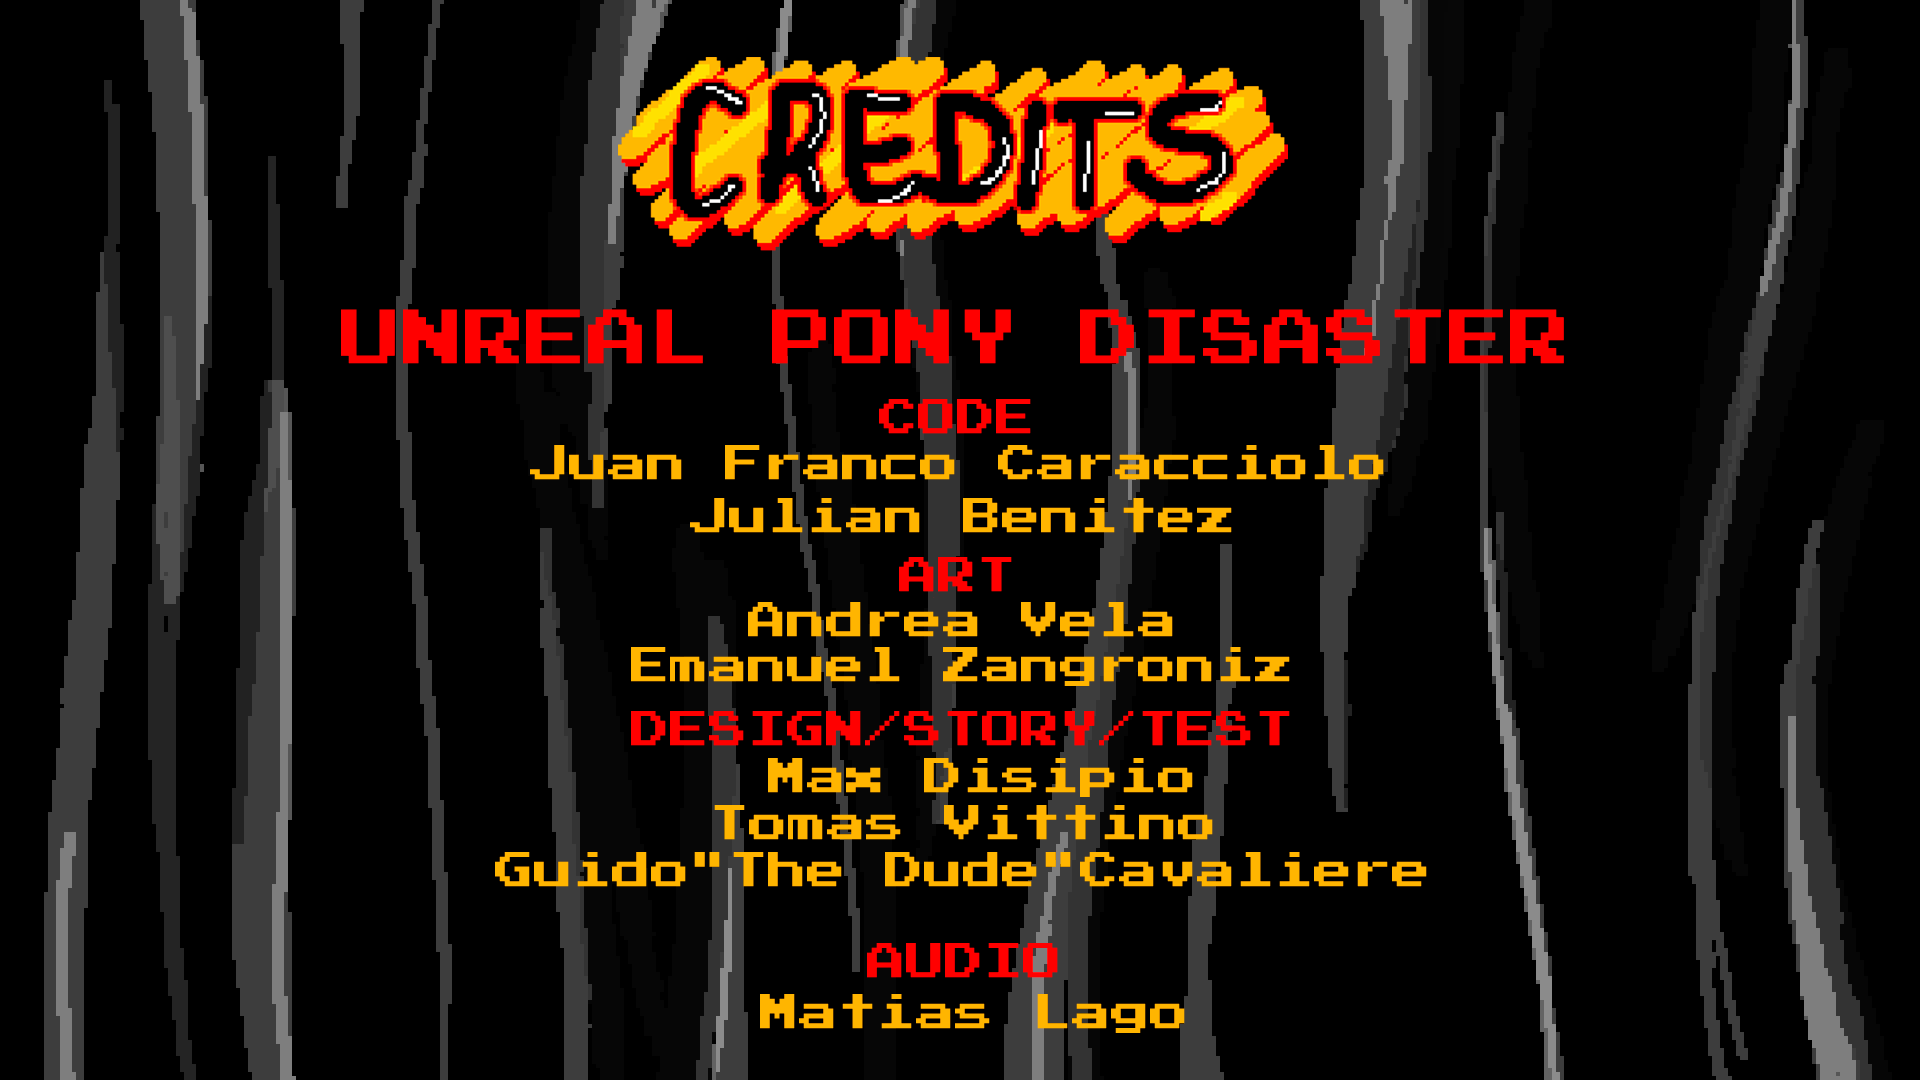 CREDITS
UNREAL PONY DISASTER
CODE
Juan Franco Caracciolo
Julian Benitez
ART
Andrea Vela
Emanuel Zangroniz
DESIGN/STORY/TEST
Max Disipio
Tomas Vittino
Guido"The Dude"Cavaliere
AUDIO
Matias Lago